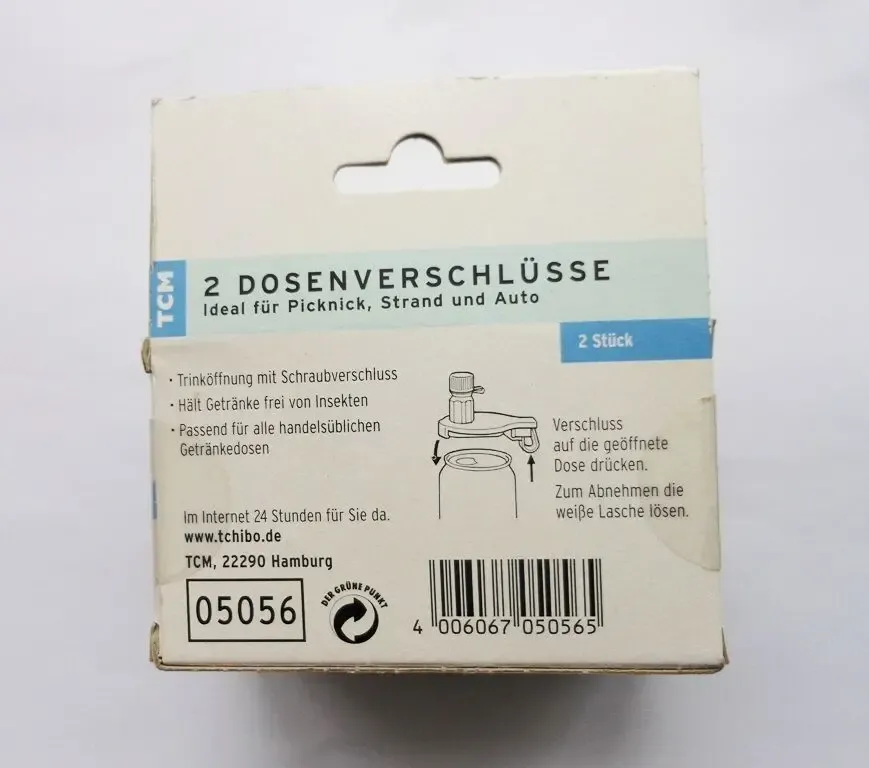 TCM
2 DOSENVERSCHLÜSSE
Ideal für Picknick, Strand und Auto
2 Stück
· Trinköffnung mit Schraubverschluss
· Hält Getränke frei von Insekten
· Passend für alle handelsüblichen
Getränkedosen
Verschluss
auf die geöffnete
Dose drücken.
Zum Abnehmen die
weiße Lasche lösen.
Im Internet 24 Stunden für Sie da.
www.tchibo.de
TCM, 22290 Hamburg
05056
DER GRÜNE PUNKT
4 006067 050565